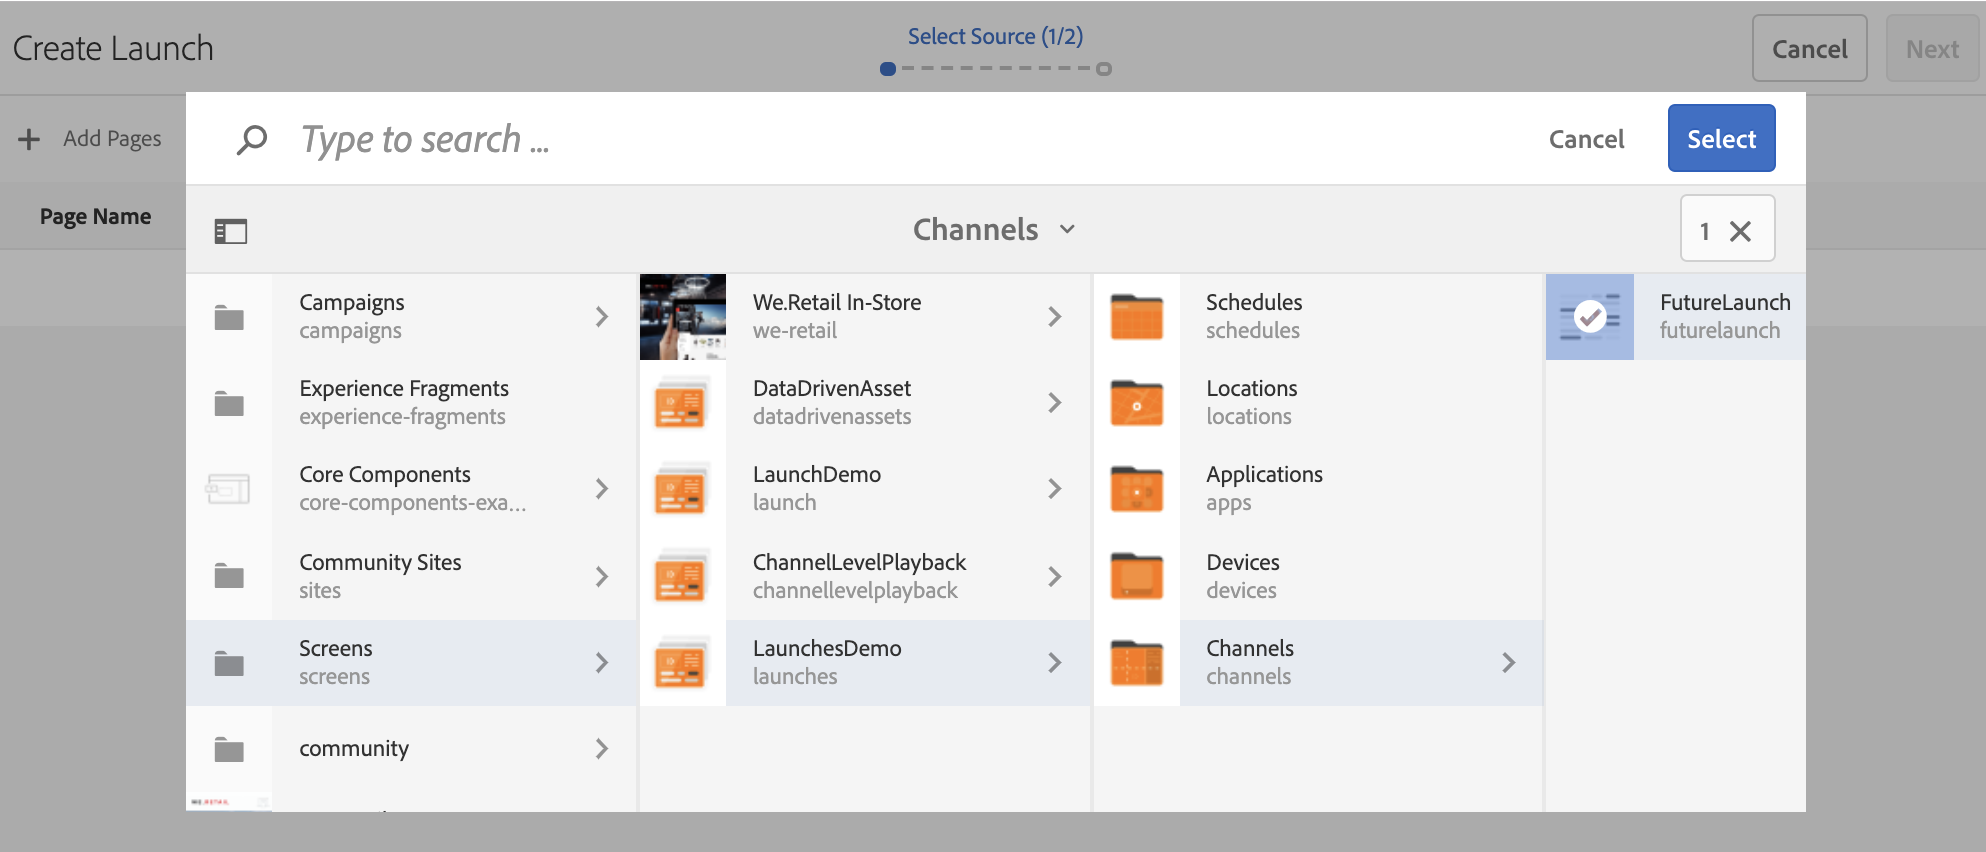 Create Launch
Select Source (1/2)
Cancel
Next
Add Pages
Page Name
Type to search ...
Cancel
Select
Channels
1
Campaigns
campaigns
Experience Fragments
experience-fragments
Core Components
core-components-exa...
Community Sites
sites
Screens
screens
community
We.Retail In-Store
we-retail
DataDrivenAsset
datadrivenassets
LaunchDemo
launch
ChannelLevelPlayback
channellevelplayback
LaunchesDemo
launches
Schedules
schedules
Locations
locations
Applications
apps
Devices
devices
Channels
channels
FutureLaunch
futurelaunch